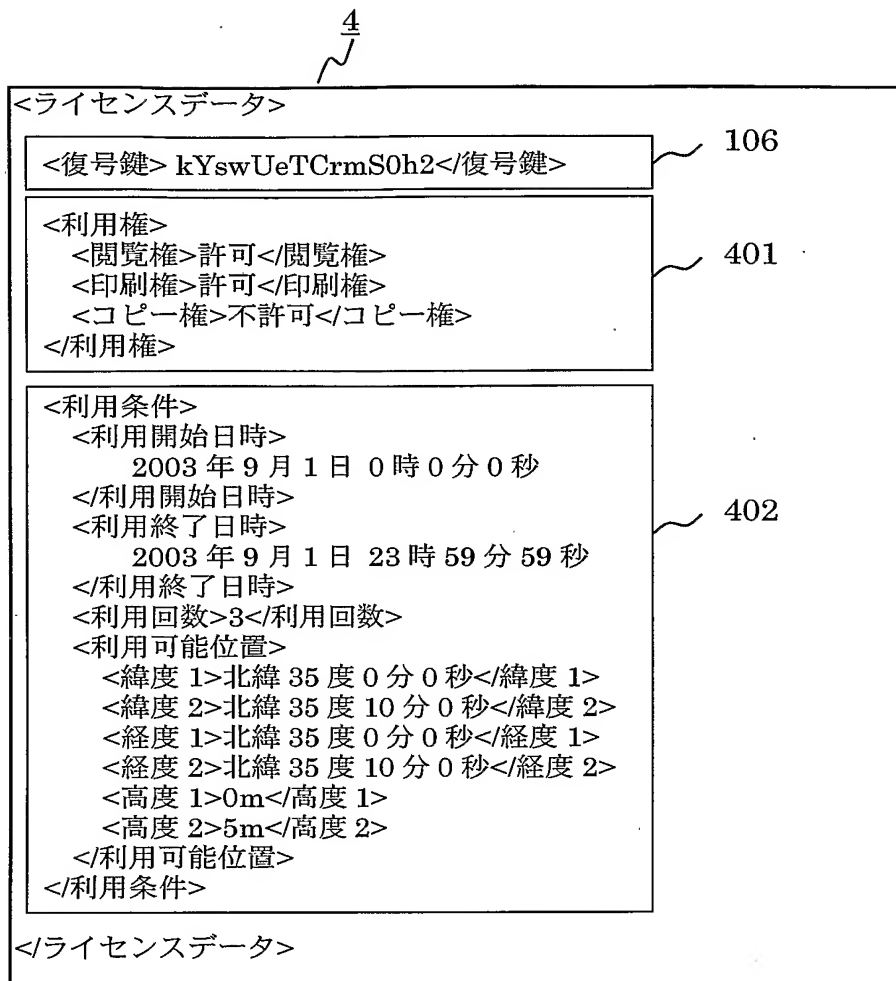 4
<ライセンスデータ>
<復号鍵> kYswUeTCrmS0h2</復号鍵>
106
<利用権>
<閲覧権>許可</閲覧権>
<印刷権>許可</印刷権>
<コピー権>不許可</コピー権>
</利用権>
401
<利用条件>
<利用開始日時>
2003 年 9 月 1 日 0 時 0 分 0 秒
</利用開始日時>
<利用終了日時>
2003 年 9 月 1 日 23 時 59 分 59 秒
</利用終了日時>
<利用回数>3</利用回数>
<利用可能位置>
<緯度 1>北緯 35 度 0 分 0 秒</緯度 1>
<緯度 2>北緯 35 度 10 分 0 秒</緯度 2>
<経度 1>北緯 35 度 0 分 0 秒</経度 1>
<経度 2>北緯 35 度 10 分 0 秒</経度 2>
<高度 1>0m</高度 1>
<高度 2>5m</高度 2>
</利用可能位置>
</利用条件>
402
</ライセンスデータ>